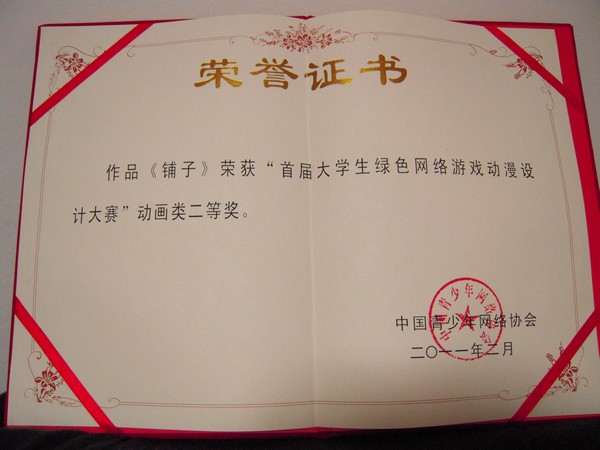 荣誉证书
作品《铺子》荣获“首届大学生绿色网络游戏动漫设
计大赛”动画类二等奖。
中国青少年网络协会
二〇一一年二月